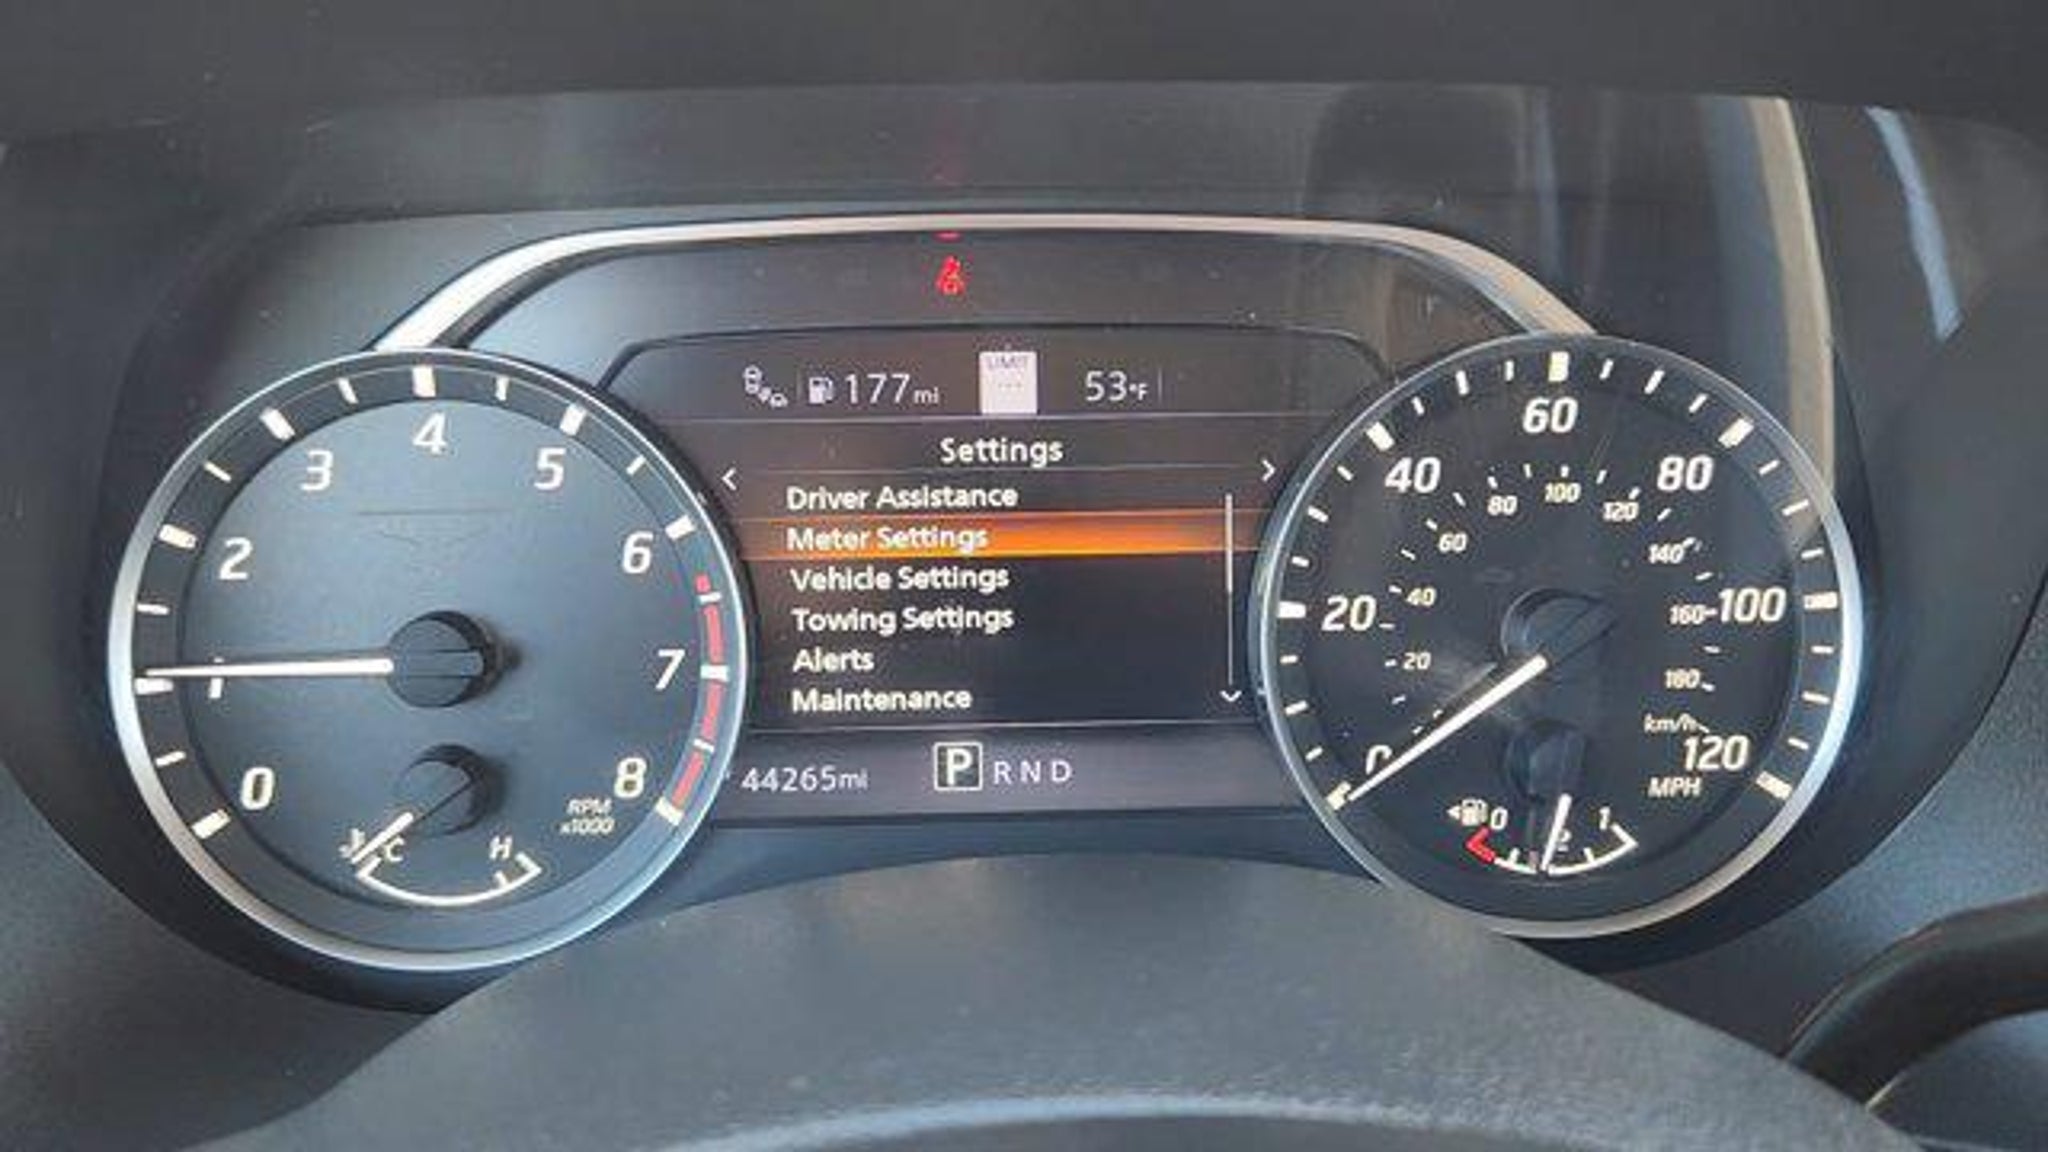 177mi
LIMIT
---
53°F
Settings
Driver Assistance
Meter Settings
Vehicle Settings
Towing Settings
Alerts
Maintenance
44265mi
P R N D
0
1
2
3
4
5
6
7
8
RPM
x1000
C
H
0
20
40
60
80
100
120
MPH
20
40
60
80
100
120
140
160
180
km/h
0
1